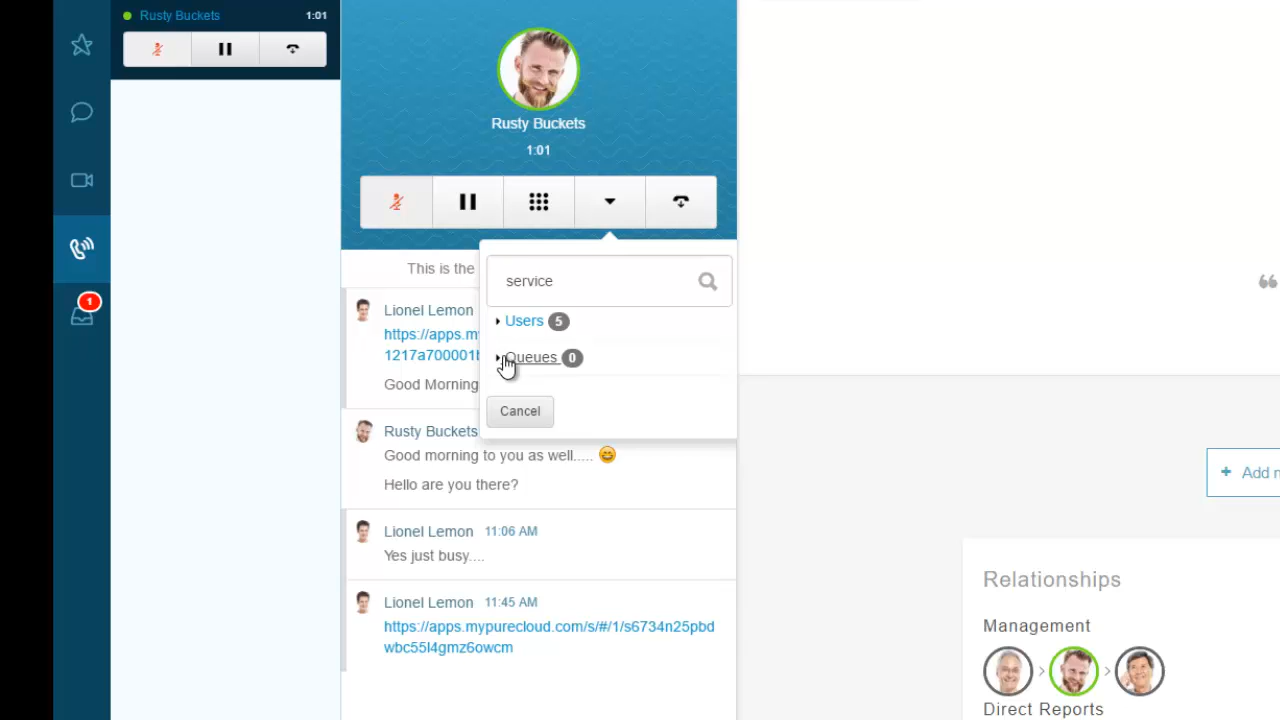 Rusty Buckets 1:01
1
Rusty Buckets
1:01
service
Users 5
Queues 0
Cancel
This is the
Lionel Lemon
https://apps.m
1217a700001
Good Morning
Rusty Buckets
Good morning to you as well.....
Hello are you there?
Lionel Lemon 11:06 AM
Yes just busy....
Lionel Lemon 11:45 AM
https://apps.mypurecloud.com/s/#/1/s6734n25pbd
wbc55l4gmz6owcm
Add
Relationships
Management
Direct Reports